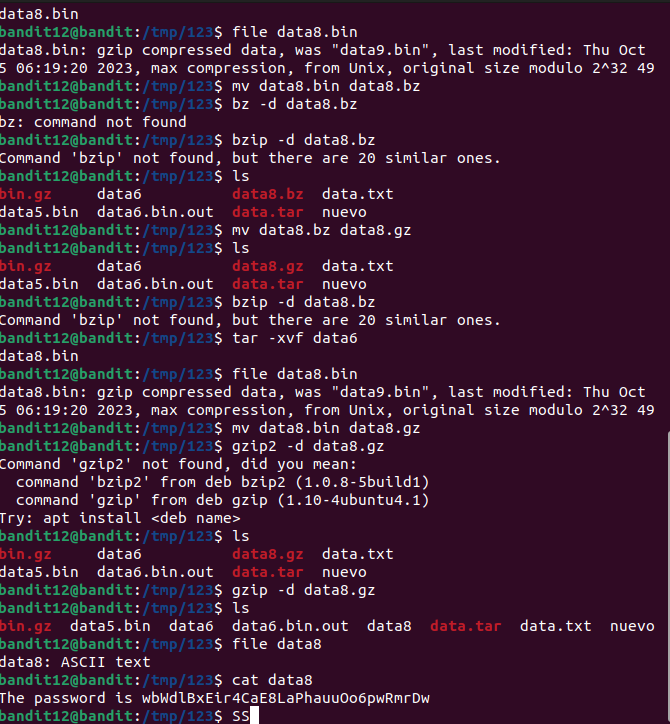 data8.bin
bandit12@bandit:/tmp/123$ file data8.bin
data8.bin: gzip compressed data, was "data9.bin", last modified: Thu Oct
5 06:19:20 2023, max compression, from Unix, original size modulo 2^32 49
bandit12@bandit:/tmp/123$ mv data8.bin data8.bz
bandit12@bandit:/tmp/123$ bz -d data8.bz
bz: command not found
bandit12@bandit:/tmp/123$ bzip -d data8.bz
Command 'bzip' not found, but there are 20 similar ones.
bandit12@bandit:/tmp/123$ ls
bin.gz data6 data8.bz data.txt
data5.bin data6.bin.out data.tar nuevo
bandit12@bandit:/tmp/123$ mv data8.bz data8.gz
bandit12@bandit:/tmp/123$ ls
bin.gz data6 data8.gz data.txt
data5.bin data6.bin.out data.tar nuevo
bandit12@bandit:/tmp/123$ bzip -d data8.bz
Command 'bzip' not found, but there are 20 similar ones.
bandit12@bandit:/tmp/123$ tar -xvf data6
data8.bin
bandit12@bandit:/tmp/123$ file data8.bin
data8.bin: gzip compressed data, was "data9.bin", last modified: Thu Oct
5 06:19:20 2023, max compression, from Unix, original size modulo 2^32 49
bandit12@bandit:/tmp/123$ mv data8.bin data8.gz
bandit12@bandit:/tmp/123$ gzip2 -d data8.gz
Command 'gzip2' not found, did you mean:
command 'bzip2' from deb bzip2 (1.0.8-5build1)
command 'gzip' from deb gzip (1.10-4ubuntu4.1)
Try: apt install <deb name>
bandit12@bandit:/tmp/123$ ls
bin.gz data6 data8.gz data.txt
data5.bin data6.bin.out data.tar nuevo
bandit12@bandit:/tmp/123$ gzip -d data8.gz
bandit12@bandit:/tmp/123$ ls
bin.gz data5.bin data6 data6.bin.out data8 data.tar data.txt nuevo
bandit12@bandit:/tmp/123$ file data8
data8: ASCII text
bandit12@bandit:/tmp/123$ cat data8
The password is wbWdlBxEir4CaE8LaPhauuOo6pwRmrDw
bandit12@bandit:/tmp/123$ SS